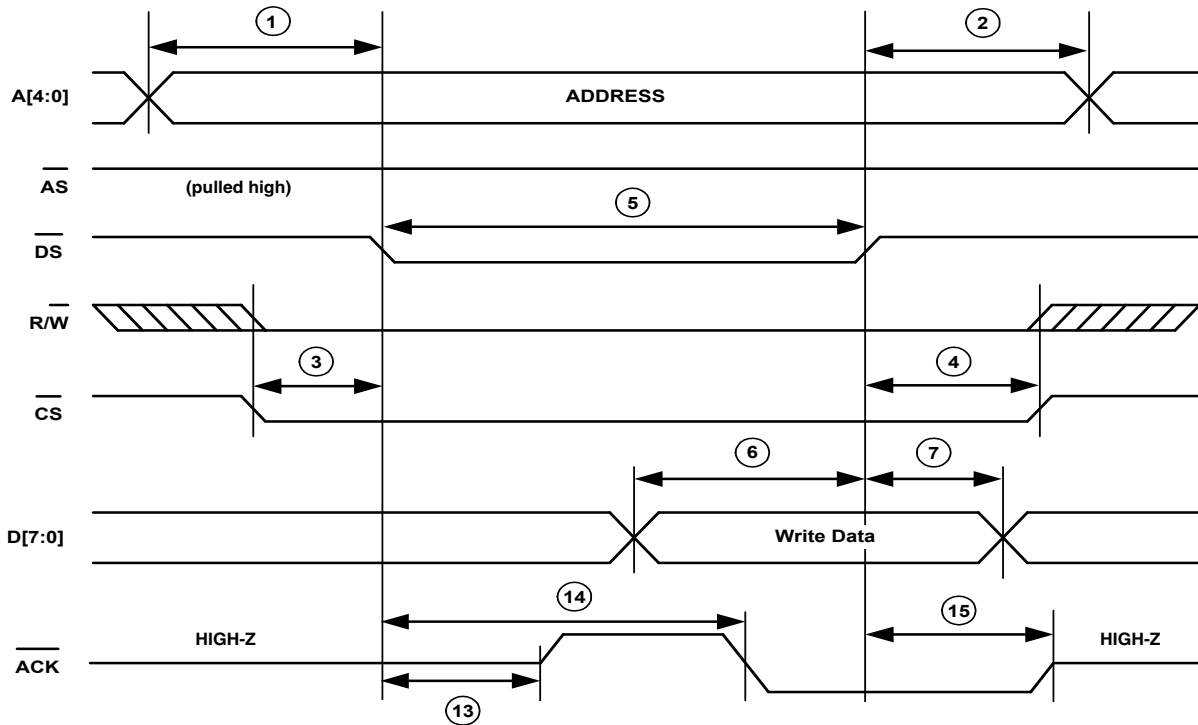 1
2
A[4:0]
ADDRESS
AS
(pulled high)
5
DS
R/W
3
4
CS
6
7
D[7:0]
Write Data
14
15
HIGH-Z
HIGH-Z
ACK
13